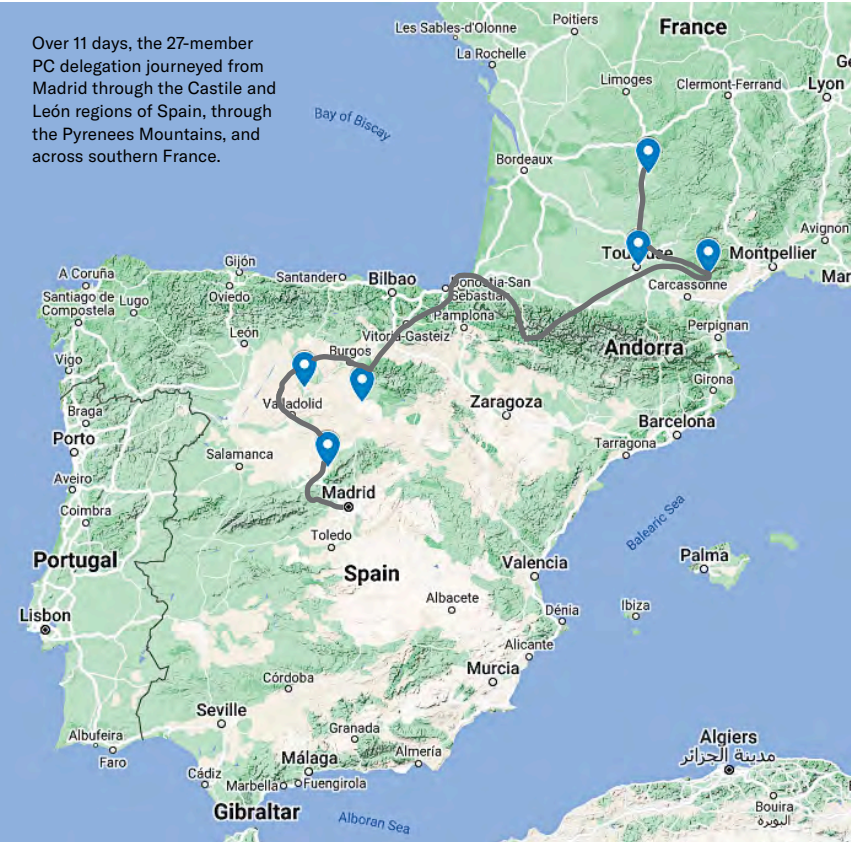 Over 11 days, the 27-member
PC delegation journeyed from
Madrid through the Castile and
León regions of Spain, through
the Pyrenees Mountains, and
across southern France.
Les Sables-d'Olonne
Poitiers
France
La Rochelle
Limoges
Clermont-Ferrand
Lyon
Bay of Biscay
Bordeaux
Avignon
Montpellier
Mar
Carcassonne
Perpignan
Andorra
Girona
Barcelona
Tarragona
A Coruña
Gijón
Santander
Bilbao
Santiago de
Compostela
Lugo
Oviedo
Sebastian
Pamplona
León
Vitoria-Gasteiz
Burgos
Vigo
Valladolid
Zaragoza
Braga
Porto
Salamanca
Aveiro
Madrid
Coimbra
Toledo
Balearic Sea
Portugal
Spain
Valencia
Palma
Albacete
Ibiza
Lisbon
Dénia
Alicante
Murcia
Córdoba
Seville
Granada
Albufeira
Faro
Almería
Málaga
Cádiz
Marbella
Fuengirola
Gibraltar
Alboran Sea
Algiers
مدينة الجزائر
Bouira
البويرة